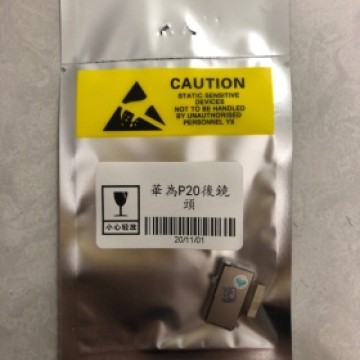 CAUTION
STATIC SENSITIVE
DEVICES
NOT TO BE HANDLED
BY UNAUTHORISED
PERSONNEL YS
華為P20後鏡
頭
小心轻放
20/11/01